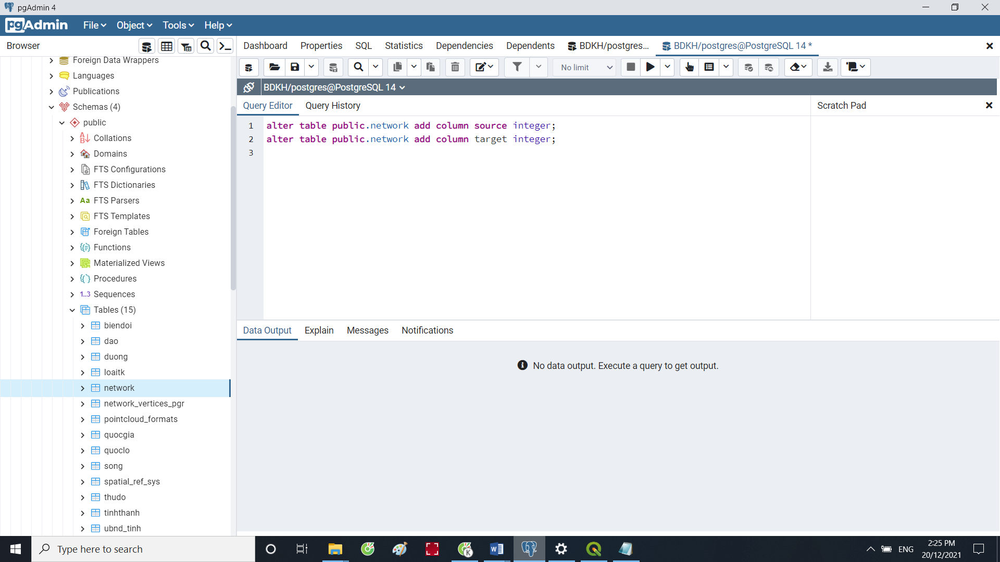 pgAdmin 4
pgAdmin File Object Tools Help
Browser
Dashboard Properties SQL Statistics Dependencies Dependents BDKH/postgres... BDKH/postgres@PostgreSQL 14 *
No limit
BDKH/postgres@PostgreSQL 14
Query Editor Query History
Scratch Pad
1 alter table public.network add column source integer;
2 alter table public.network add column target integer;
3
Foreign Data Wrappers
Languages
Publications
Schemas (4)
public
Collations
Domains
FTS Configurations
FTS Dictionaries
Aa FTS Parsers
FTS Templates
Foreign Tables
Functions
Materialized Views
Procedures
1..3 Sequences
Tables (15)
biendoi
dao
duong
loaitk
network
network_vertices_pgr
pointcloud_formats
quocgia
quoclo
song
spatial_ref_sys
thudo
tinhthanh
ubnd_tinh
Data Output Explain Messages Notifications
No data output. Execute a query to get output.
Type here to search
ENG
2:25 PM
20/12/2021